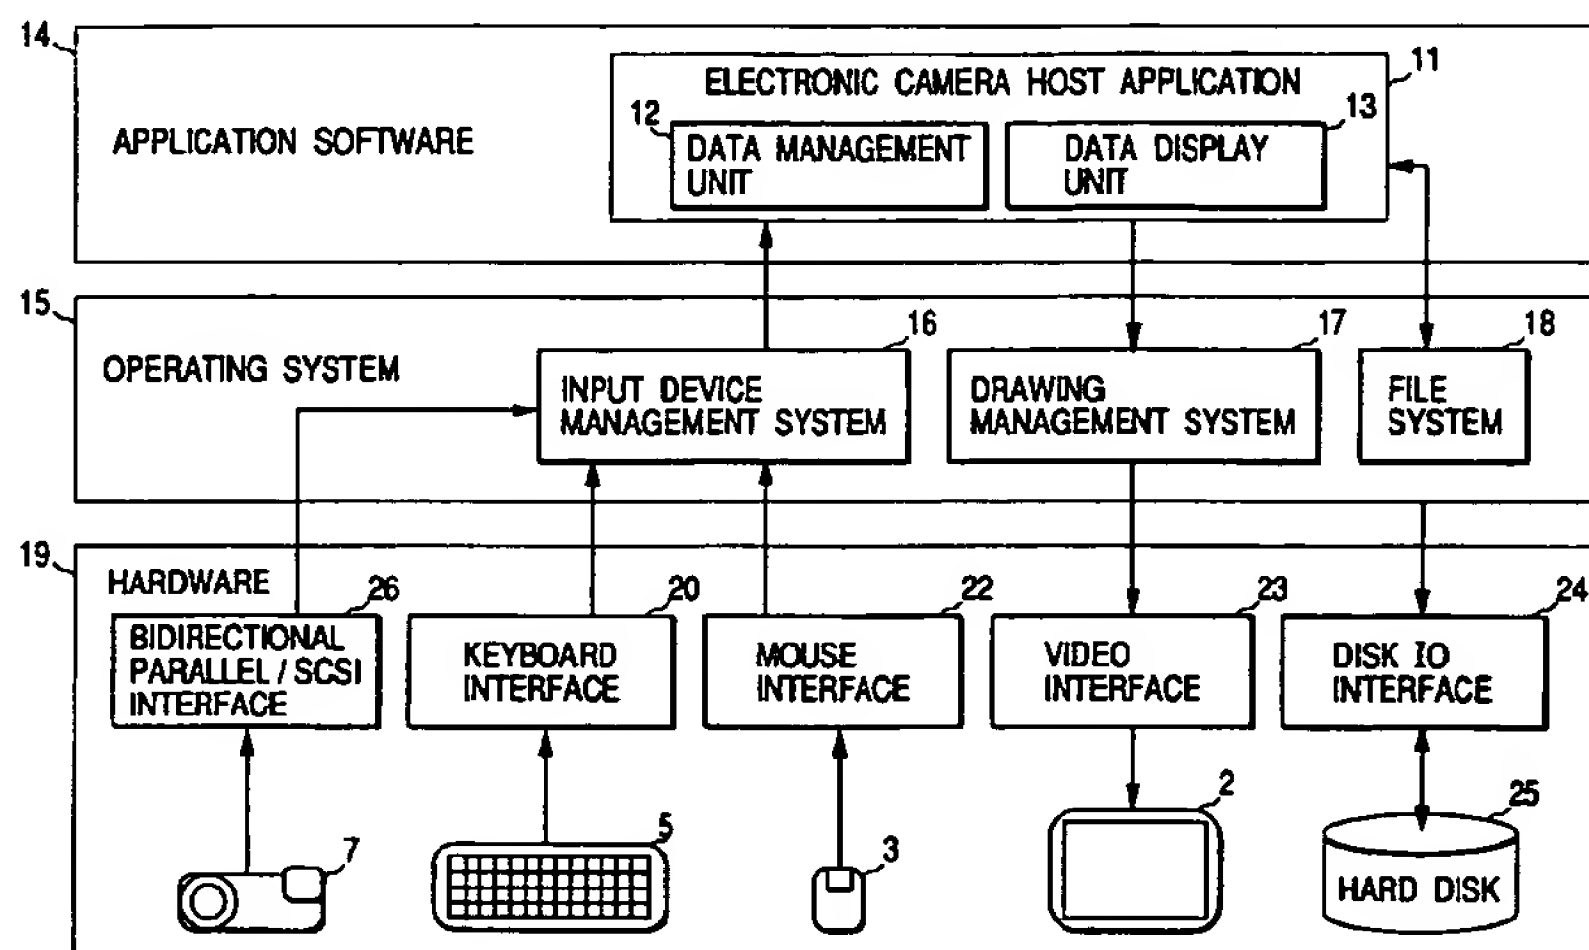 14
11
ELECTRONIC CAMERA HOST APPLICATION
12
13
APPLICATION SOFTWARE
DATA MANAGEMENT
UNIT
DATA DISPLAY
UNIT
15
16
17
18
OPERATING SYSTEM
INPUT DEVICE
MANAGEMENT SYSTEM
DRAWING
MANAGEMENT SYSTEM
FILE
SYSTEM
19
HARDWARE
26
20
22
23
24
BIDIRECTIONAL
PARALLEL / SCSI
INTERFACE
KEYBOARD
INTERFACE
MOUSE
INTERFACE
VIDEO
INTERFACE
DISK IO
INTERFACE
7
5
3
2
25
HARD DISK